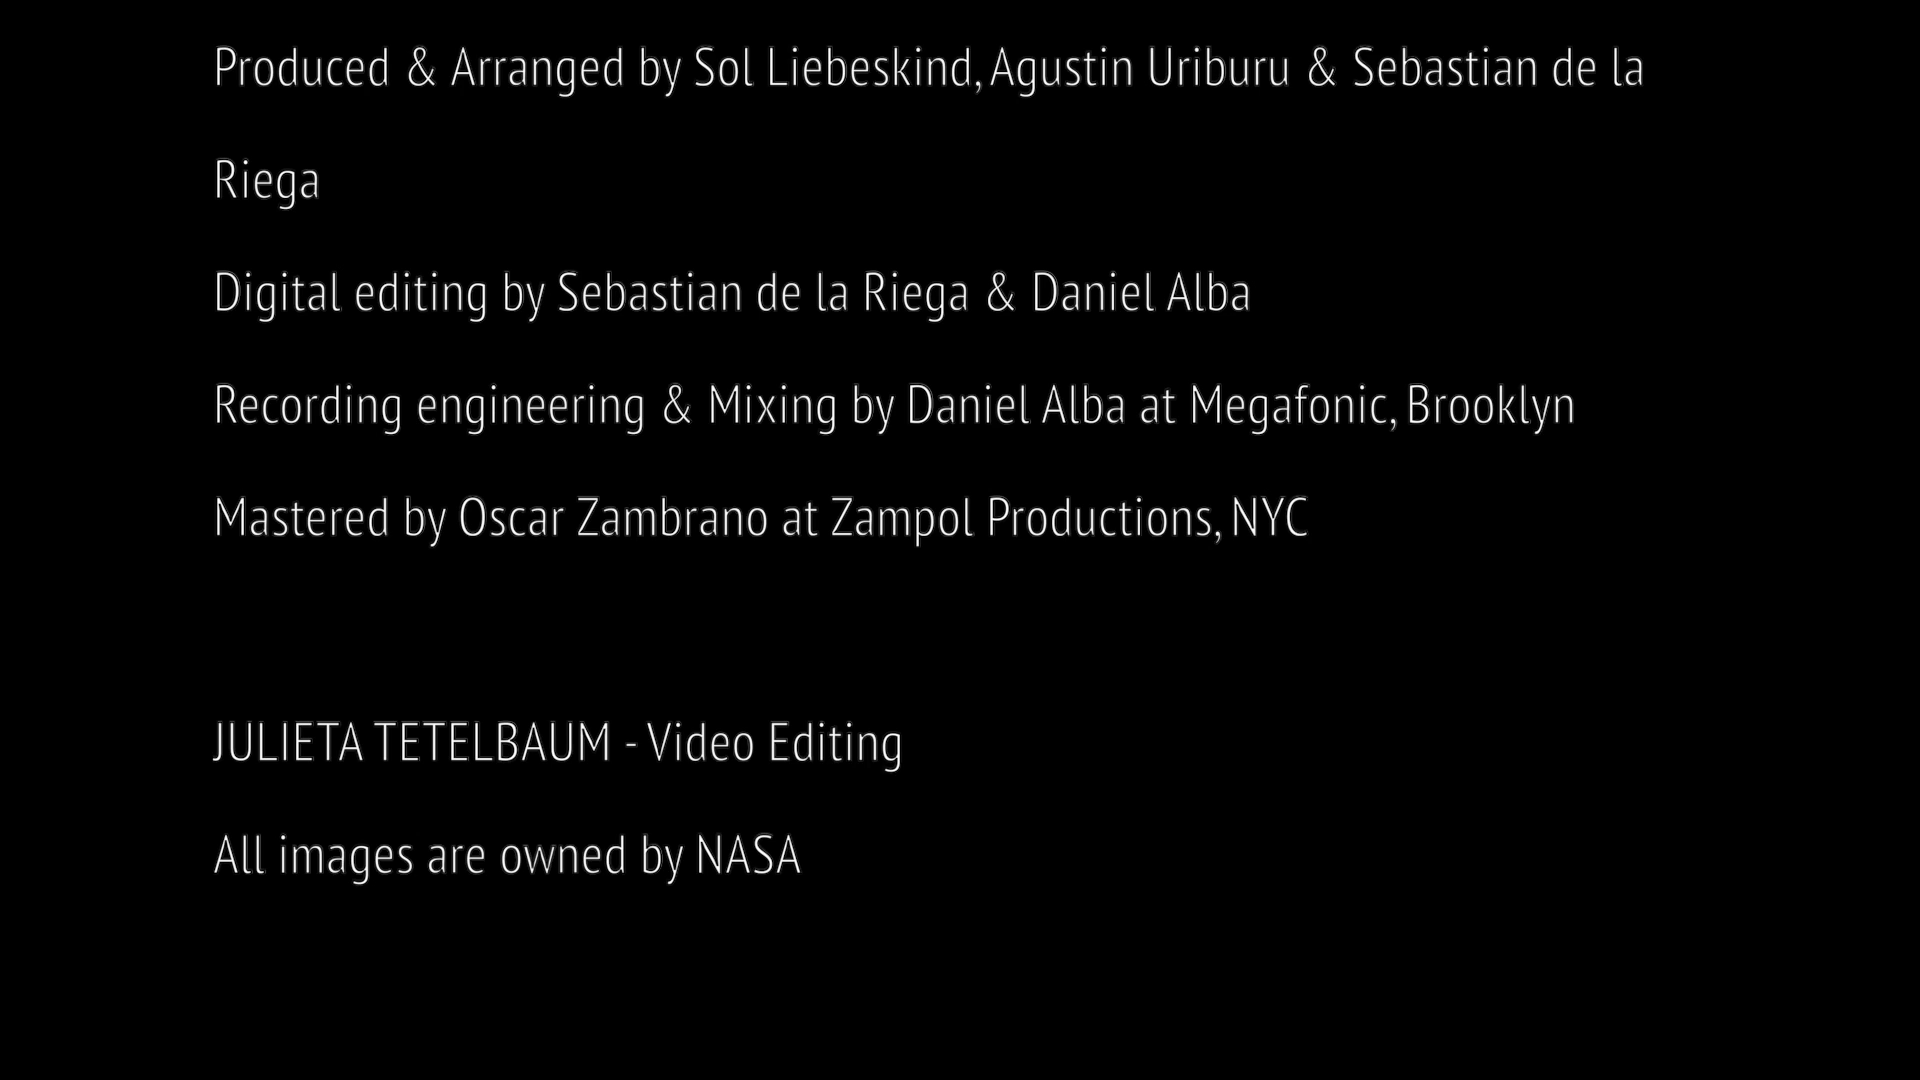 Produced & Arranged by Sol Liebeskind, Agustin Uriburu & Sebastian de la
Riega
Digital editing by Sebastian de la Riega & Daniel Alba
Recording engineering & Mixing by Daniel Alba at Megafonic, Brooklyn
Mastered by Oscar Zambrano at Zampol Productions, NYC
JULIETA TETELBAUM - Video Editing
All images are owned by NASA